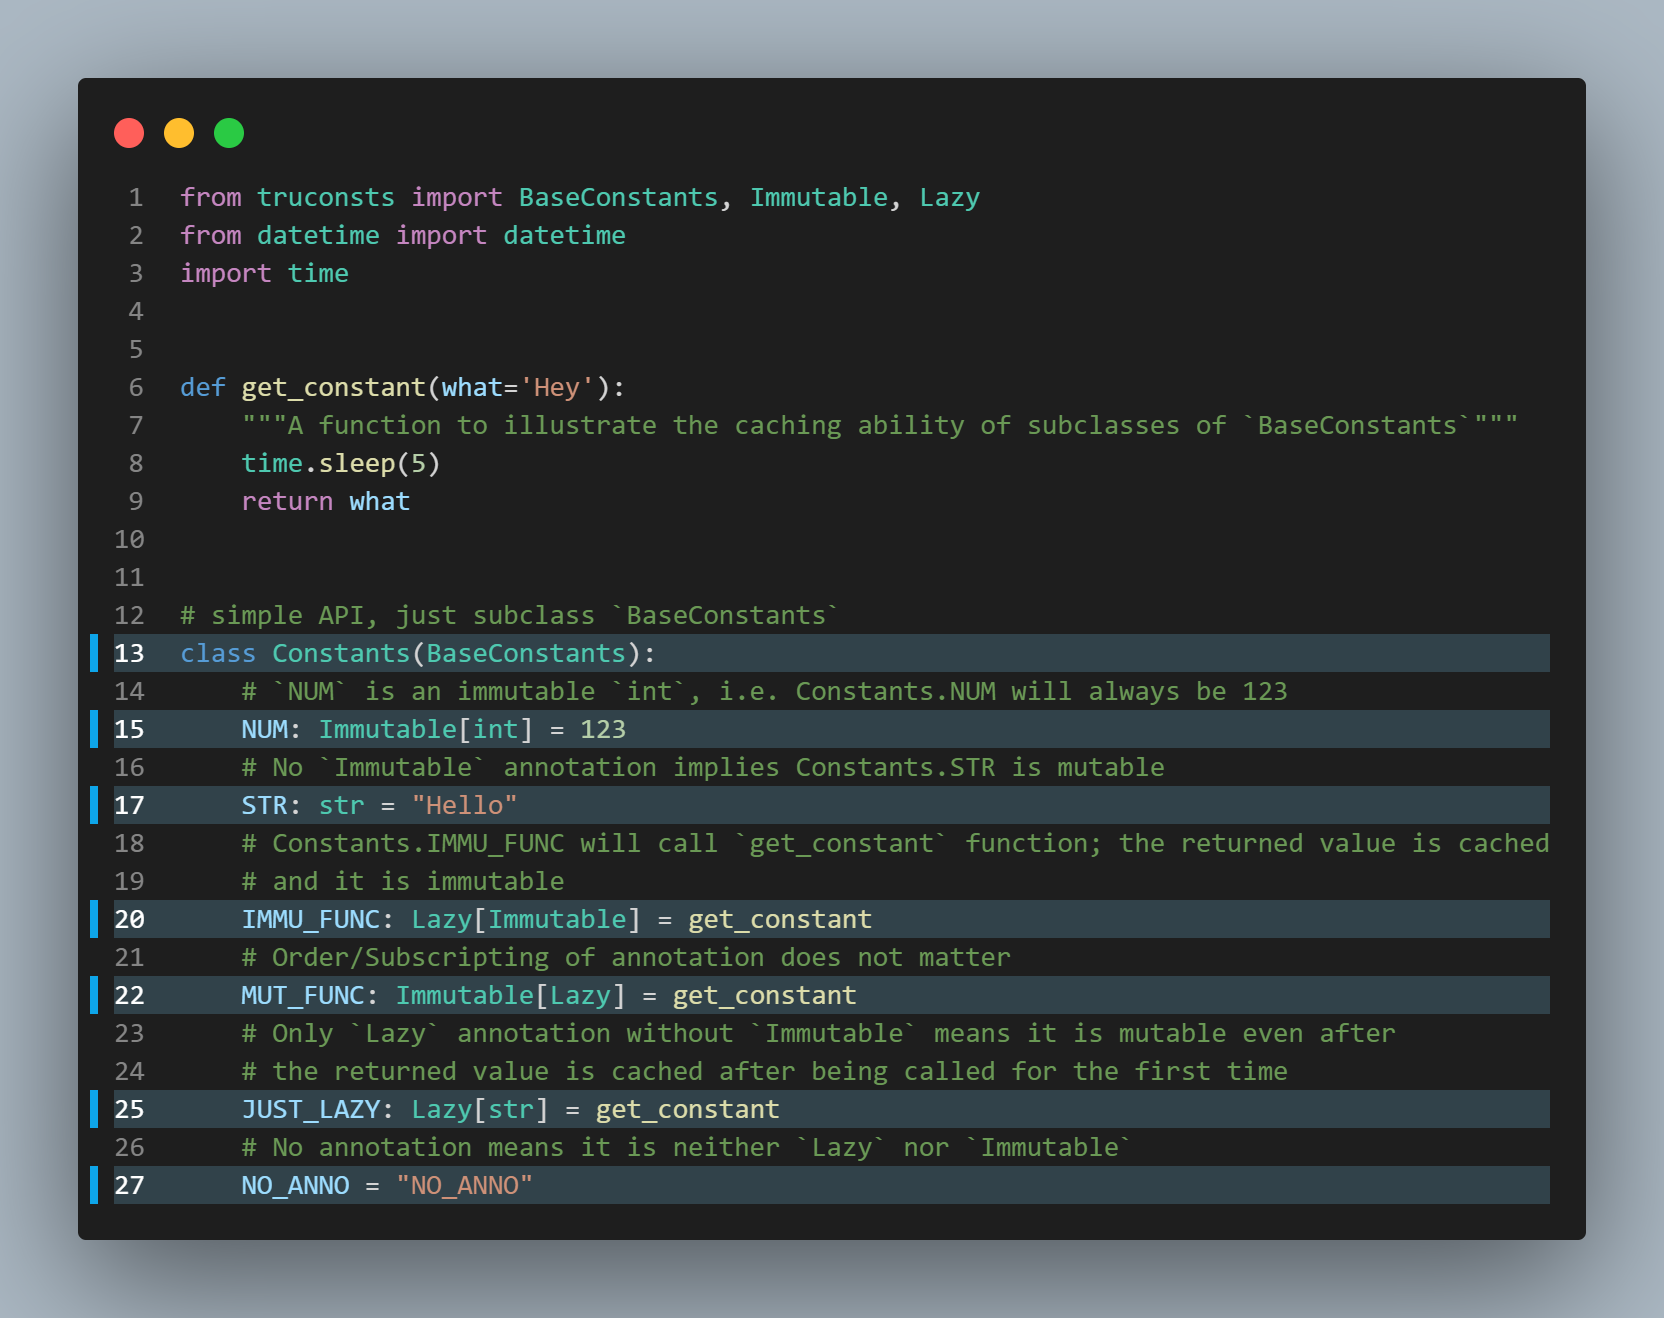 1 from truconsts import BaseConstants, Immutable, Lazy
2 from datetime import datetime
3 import time
4
5
6 def get_constant(what='Hey'):
7     """A function to illustrate the caching ability of subclasses of `BaseConstants`"""
8     time.sleep(5)
9     return what
10
11
12 # simple API, just subclass `BaseConstants`
13 class Constants(BaseConstants):
14     # `NUM` is an immutable `int`, i.e. Constants.NUM will always be 123
15     NUM: Immutable[int] = 123
16     # No `Immutable` annotation implies Constants.STR is mutable
17     STR: str = "Hello"
18     # Constants.IMMU_FUNC will call `get_constant` function; the returned value is cached
19     # and it is immutable
20     IMMU_FUNC: Lazy[Immutable] = get_constant
21     # Order/Subscripting of annotation does not matter
22     MUT_FUNC: Immutable[Lazy] = get_constant
23     # Only `Lazy` annotation without `Immutable` means it is mutable even after
24     # the returned value is cached after being called for the first time
25     JUST_LAZY: Lazy[str] = get_constant
26     # No annotation means it is neither `Lazy` nor `Immutable`
27     NO_ANNO = "NO_ANNO"